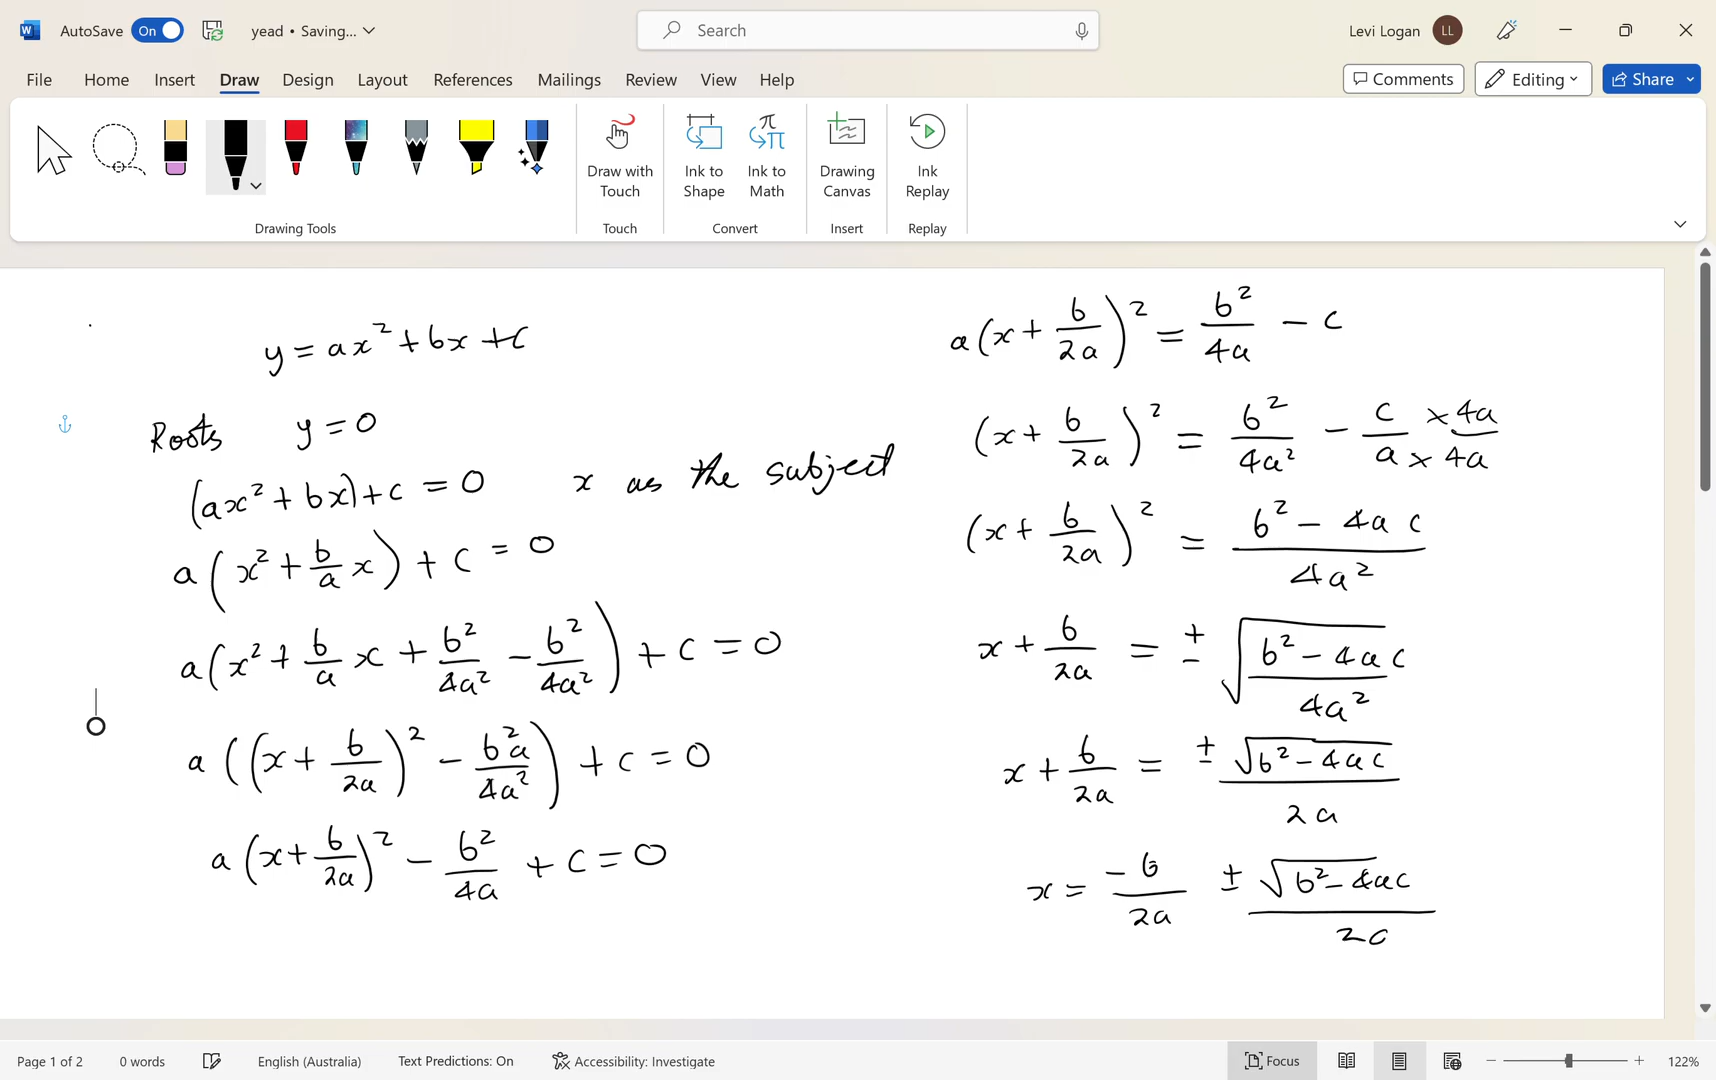 AutoSave On yead • Saving... Search Levi Logan LL
File Home Insert Draw Design Layout References Mailings Review View Help Comments Editing Share
Draw with Touch
Ink to Shape
Ink to Math
Drawing Canvas
Ink Replay
Drawing Tools Touch Convert Insert Replay
y = ax² + bx + c
Roots y = 0
(ax² + bx) + c = 0 x as the subject
a(x² + b/a x) + c = 0
a(x² + b/a x + b²/4a² − b²/4a²) + c = 0
a((x + b/2a)² − b²a/4a²) + c = 0
a(x + b/2a)² − b²/4a + c = 0
a(x + b/2a)² = b²/4a − c
(x + b/2a)² = b²/4a² − c/a × 4a/× 4a
(x + b/2a)² = b² − 4ac/4a²
x + b/2a = ± √(b² − 4ac/4a²)
x + b/2a = ± √(b² − 4ac)/2a
x = −b/2a ± √(b² − 4ac)/2a
Page 1 of 2 0 words English (Australia) Text Predictions: On Accessibility: Investigate Focus 122%